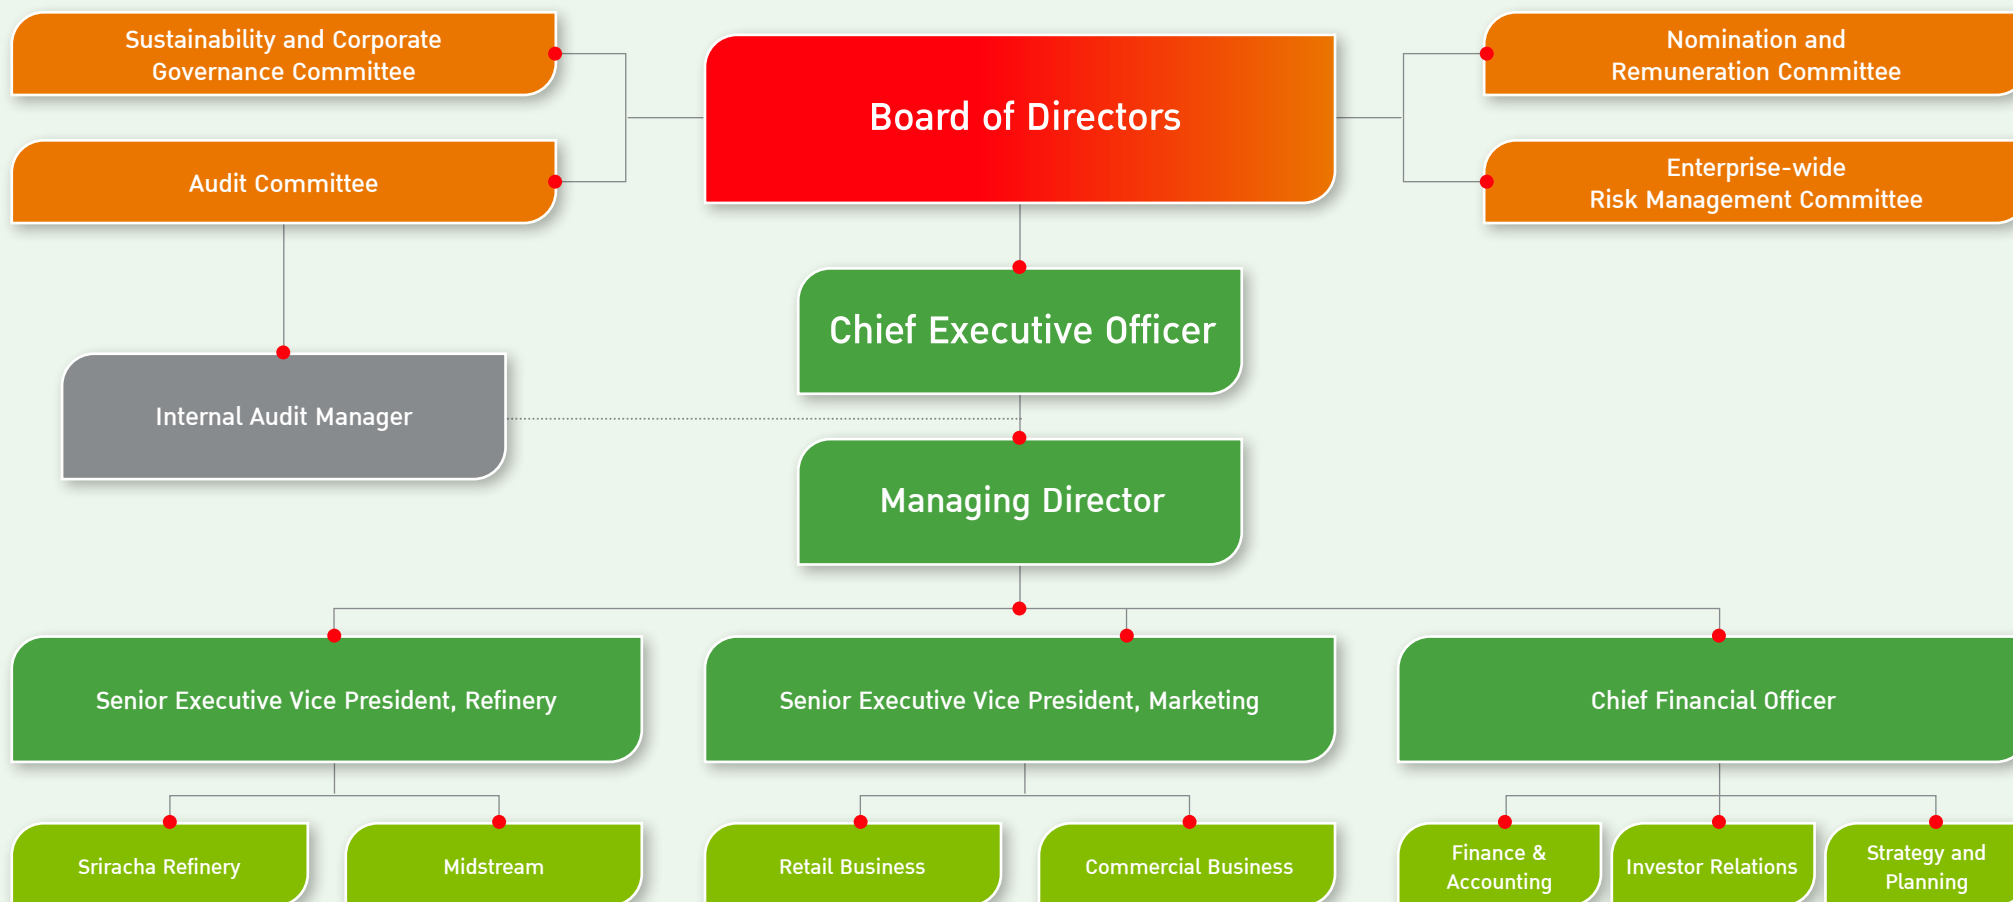 Sustainability and Corporate
Governance Committee
Audit Committee
Board of Directors
Nomination and
Remuneration Committee
Enterprise-wide
Risk Management Committee
Chief Executive Officer
Internal Audit Manager
Managing Director
Senior Executive Vice President, Refinery
Senior Executive Vice President, Marketing
Chief Financial Officer
Sriracha Refinery
Midstream
Retail Business
Commercial Business
Finance &
Accounting
Investor Relations
Strategy and
Planning